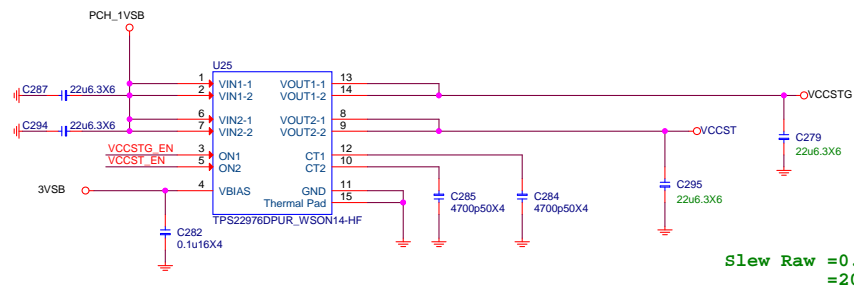 PCH_1VSB
U25
C287
22u6.3X6
1
VIN1-1
VOUT1-1
13
2
VIN1-2
VOUT1-2
14
VCCSTG
C294
22u6.3X6
6
VIN2-1
VOUT2-1
8
7
VIN2-2
VOUT2-2
9
VCCST
C279
22u6.3X6
VCCSTG_EN
3
ON1
CT1
12
VCCST_EN
5
ON2
CT2
10
3VSB
4
VBIAS
GND
11
Thermal Pad
15
C285
4700p50X4
C284
4700p50X4
C295
22u6.3X6
TPS22976DPUR_WSON14-HF
C282
0.1u16X4
Slew Raw =0.
=20